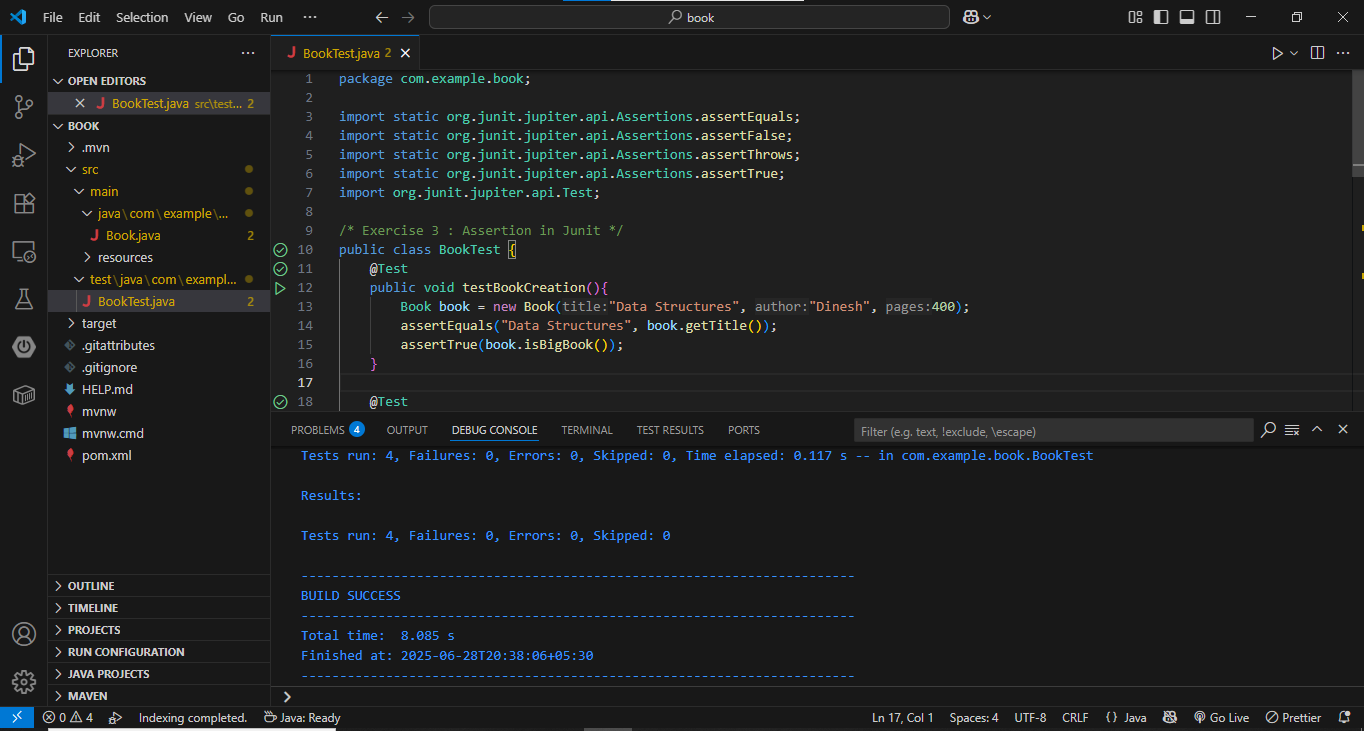 File Edit Selection View Go Run ··· book
EXPLORER ···
OPEN EDITORS
BookTest.java src\test... 2
BOOK
.mvn
src
main
java\com\example\...
Book.java 2
resources
test\java\com\exampl...
BookTest.java 2
target
.gitattributes
.gitignore
HELP.md
mvnw
mvnw.cmd
pom.xml
OUTLINE
TIMELINE
PROJECTS
RUN CONFIGURATION
JAVA PROJECTS
MAVEN
BookTest.java 2
1 package com.example.book;
2
3 import static org.junit.jupiter.api.Assertions.assertEquals;
4 import static org.junit.jupiter.api.Assertions.assertFalse;
5 import static org.junit.jupiter.api.Assertions.assertThrows;
6 import static org.junit.jupiter.api.Assertions.assertTrue;
7 import org.junit.jupiter.api.Test;
8
9 /* Exercise 3 : Assertion in Junit */
10 public class BookTest {
11 @Test
12 public void testBookCreation(){
13 Book book = new Book(title:"Data Structures", author:"Dinesh", pages:400);
14 assertEquals("Data Structures", book.getTitle());
15 assertTrue(book.isBigBook());
16 }
17
18 @Test
PROBLEMS 4 OUTPUT DEBUG CONSOLE TERMINAL TEST RESULTS PORTS Filter (e.g. text, !exclude, \escape)
Tests run: 4, Failures: 0, Errors: 0, Skipped: 0, Time elapsed: 0.117 s -- in com.example.book.BookTest
Results:
Tests run: 4, Failures: 0, Errors: 0, Skipped: 0
------------------------------------------------------------------------
BUILD SUCCESS
------------------------------------------------------------------------
Total time:  8.085 s
Finished at: 2025-06-28T20:38:06+05:30
------------------------------------------------------------------------
0 4 Indexing completed. Java: Ready Ln 17, Col 1 Spaces: 4 UTF-8 CRLF {} Java Go Live Prettier